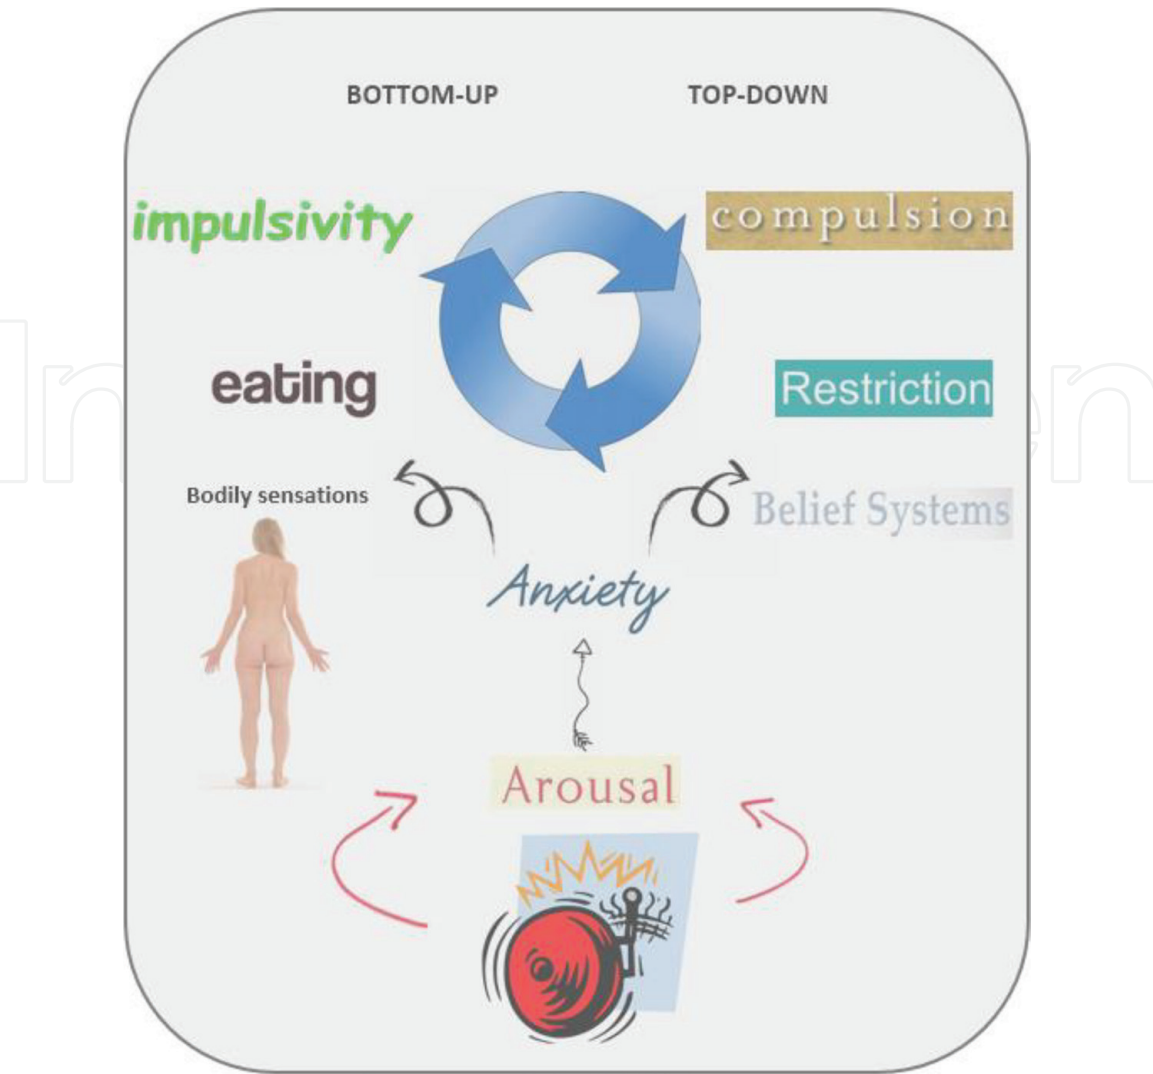 BOTTOM-UP TOP-DOWN
impulsivity compulsion
eating Restriction
Bodily sensations Belief Systems
Anxiety
Arousal